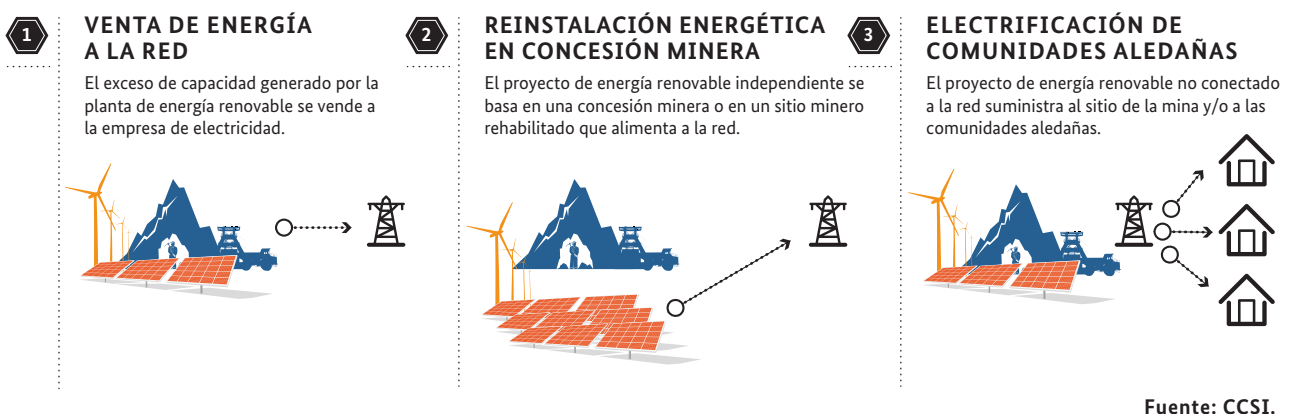 1
VENTA DE ENERGÍA
A LA RED
El exceso de capacidad generado por la
planta de energía renovable se vende a
la empresa de electricidad.
2
REINSTALACIÓN ENERGÉTICA
EN CONCESIÓN MINERA
El proyecto de energía renovable independiente se
basa en una concesión minera o en un sitio minero
rehabilitado que alimenta a la red.
3
ELECTRIFICACIÓN DE
COMUNIDADES ALEDAÑAS
El proyecto de energía renovable no conectado
a la red suministra al sitio de la mina y/o a las
comunidades aledañas.
Fuente: CCSI.